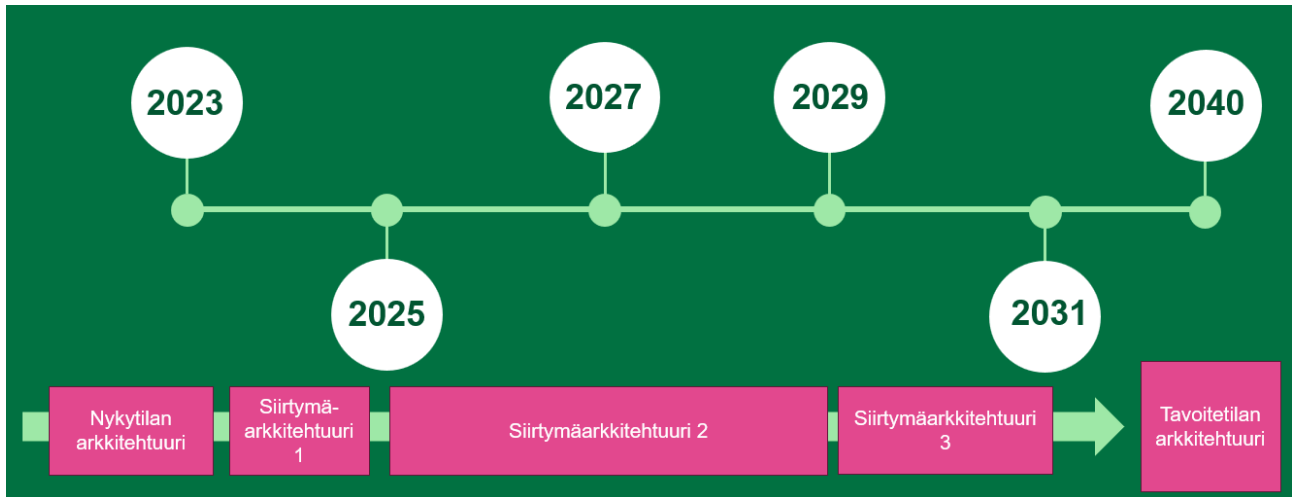 2023
2027
2029
2040
2025
2031
Nykytilan
arkkitehtuuri
Siirtymä-
arkkitehtuuri
1
Siirtymäarkkitehtuuri 2
Siirtymäarkkitehtuuri
3
Tavoitetilan
arkkitehtuuri